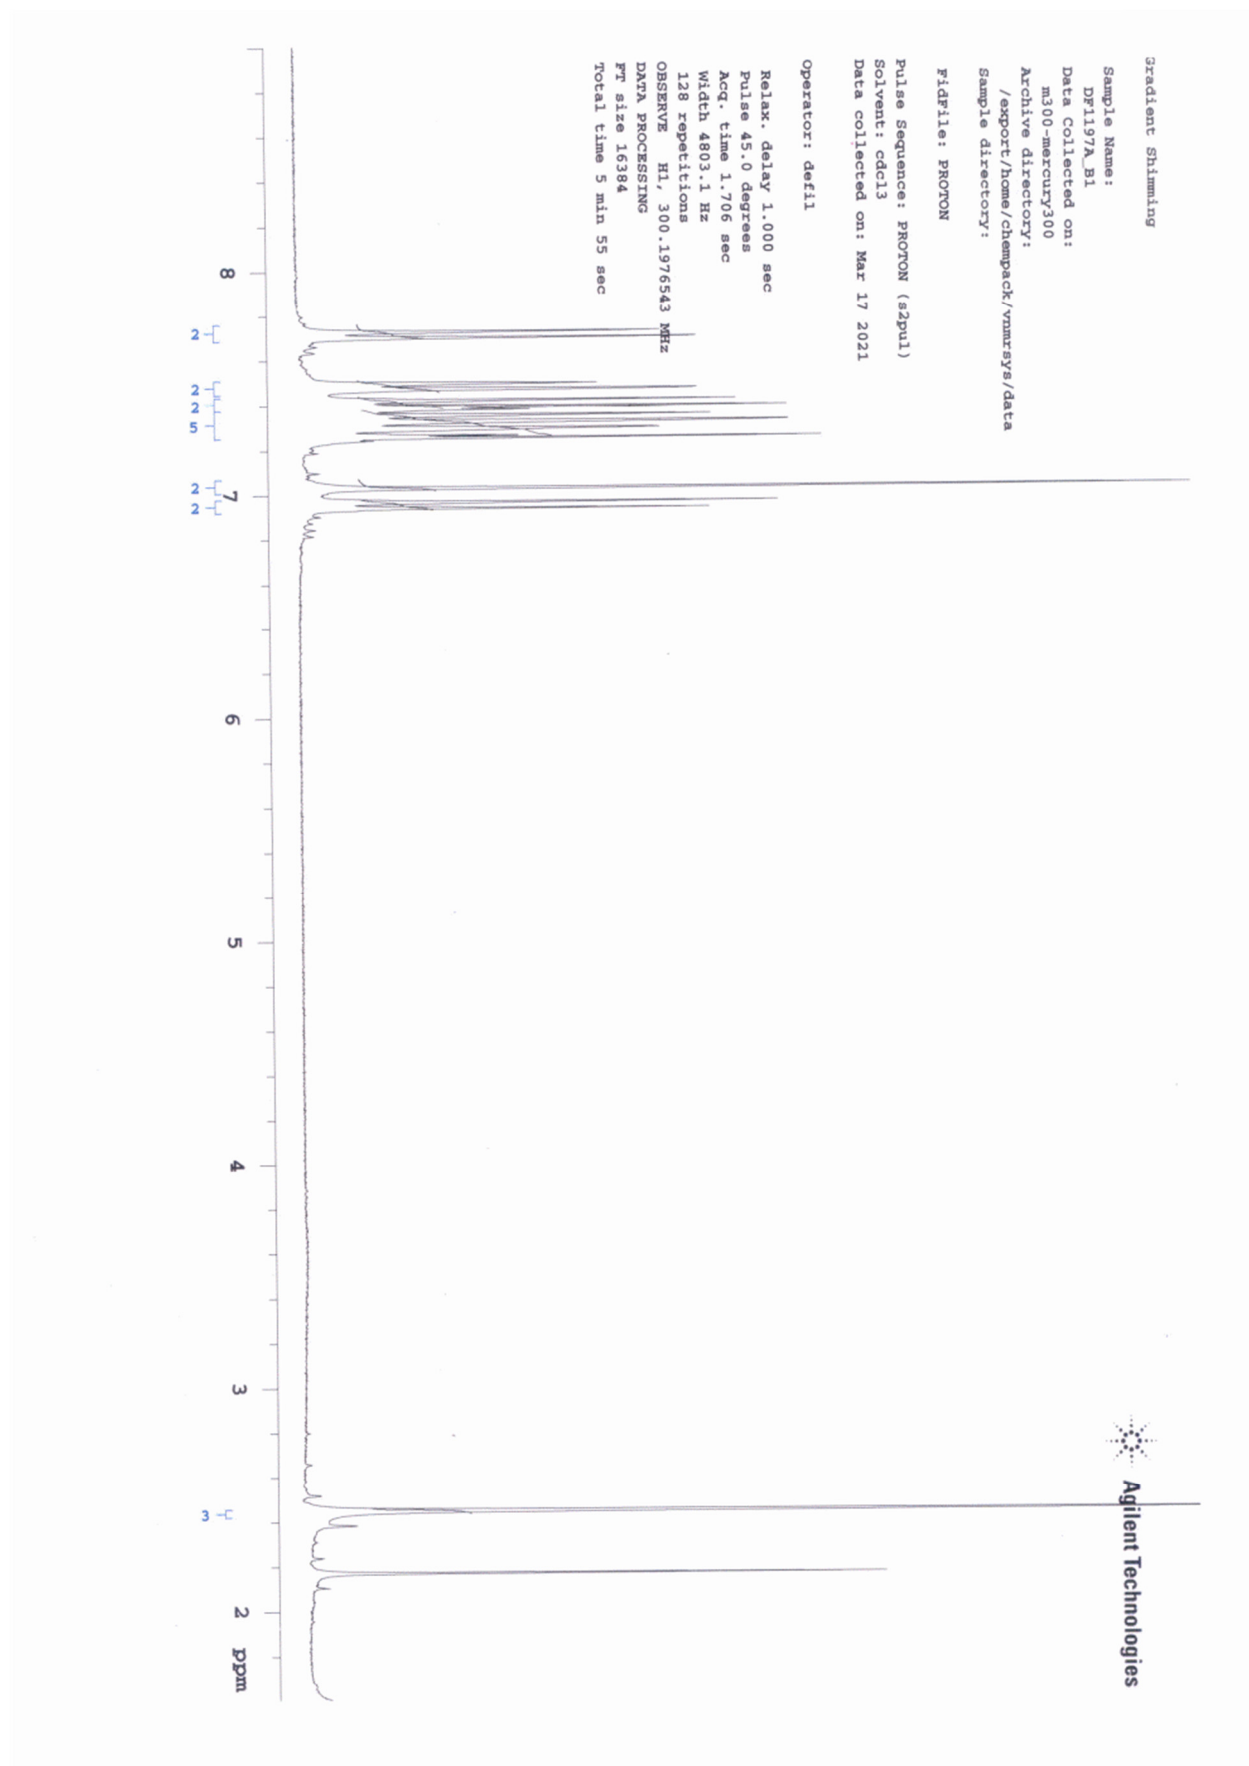 Gradient Shimming
Sample Name:
DF1197A_B1
Data Collected on:
m300-mercury300
Archive directory:
/export/home/chempack/vnmrsys/data
Sample directory:
FidFile: PROTON
Pulse Sequence: PROTON (s2pul)
Solvent: cdcl3
Data collected on: Mar 17 2021
Operator: defil
Relax. delay 1.000 sec
Pulse 45.0 degrees
Acq. time 1.706 sec
Width 4803.1 Hz
128 repetitions
OBSERVE H1, 300.1976543 MHz
DATA PROCESSING
FT size 16384
Total time 5 min 55 sec
Agilent Technologies
8 7 6 5 4 3 2 ppm
2 2 2 5 2 2 3